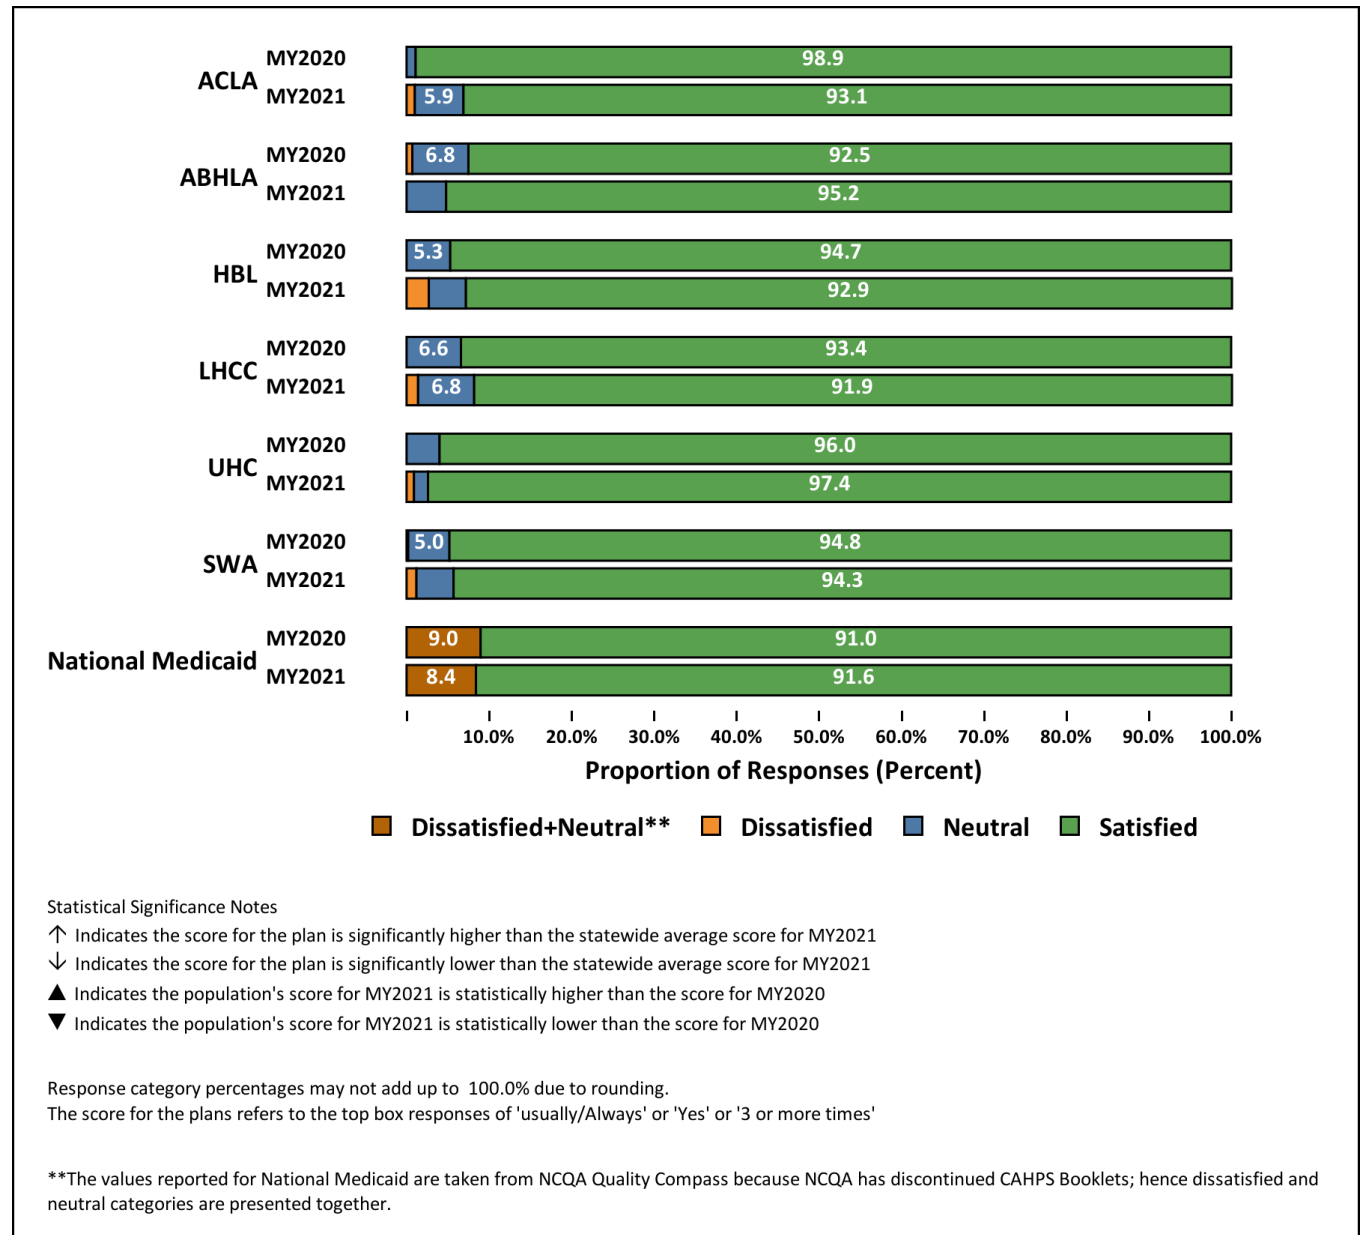 ACLA
MY2020 98.9
MY2021 5.9 93.1
ABHLA
MY2020 6.8 92.5
MY2021 95.2
HBL
MY2020 5.3 94.7
MY2021 92.9
LHCC
MY2020 6.6 93.4
MY2021 6.8 91.9
UHC
MY2020 96.0
MY2021 97.4
SWA
MY2020 5.0 94.8
MY2021 94.3
National Medicaid
MY2020 9.0 91.0
MY2021 8.4 91.6
10.0% 20.0% 30.0% 40.0% 50.0% 60.0% 70.0% 80.0% 90.0% 100.0%
Proportion of Responses (Percent)
Dissatisfied+Neutral** Dissatisfied Neutral Satisfied
Statistical Significance Notes
↑ Indicates the score for the plan is significantly higher than the statewide average score for MY2021
↓ Indicates the score for the plan is significantly lower than the statewide average score for MY2021
▲ Indicates the population's score for MY2021 is statistically higher than the score for MY2020
▼ Indicates the population's score for MY2021 is statistically lower than the score for MY2020
Response category percentages may not add up to 100.0% due to rounding.
The score for the plans refers to the top box responses of 'usually/Always' or 'Yes' or '3 or more times'
**The values reported for National Medicaid are taken from NCQA Quality Compass because NCQA has discontinued CAHPS Booklets; hence dissatisfied and
neutral categories are presented together.